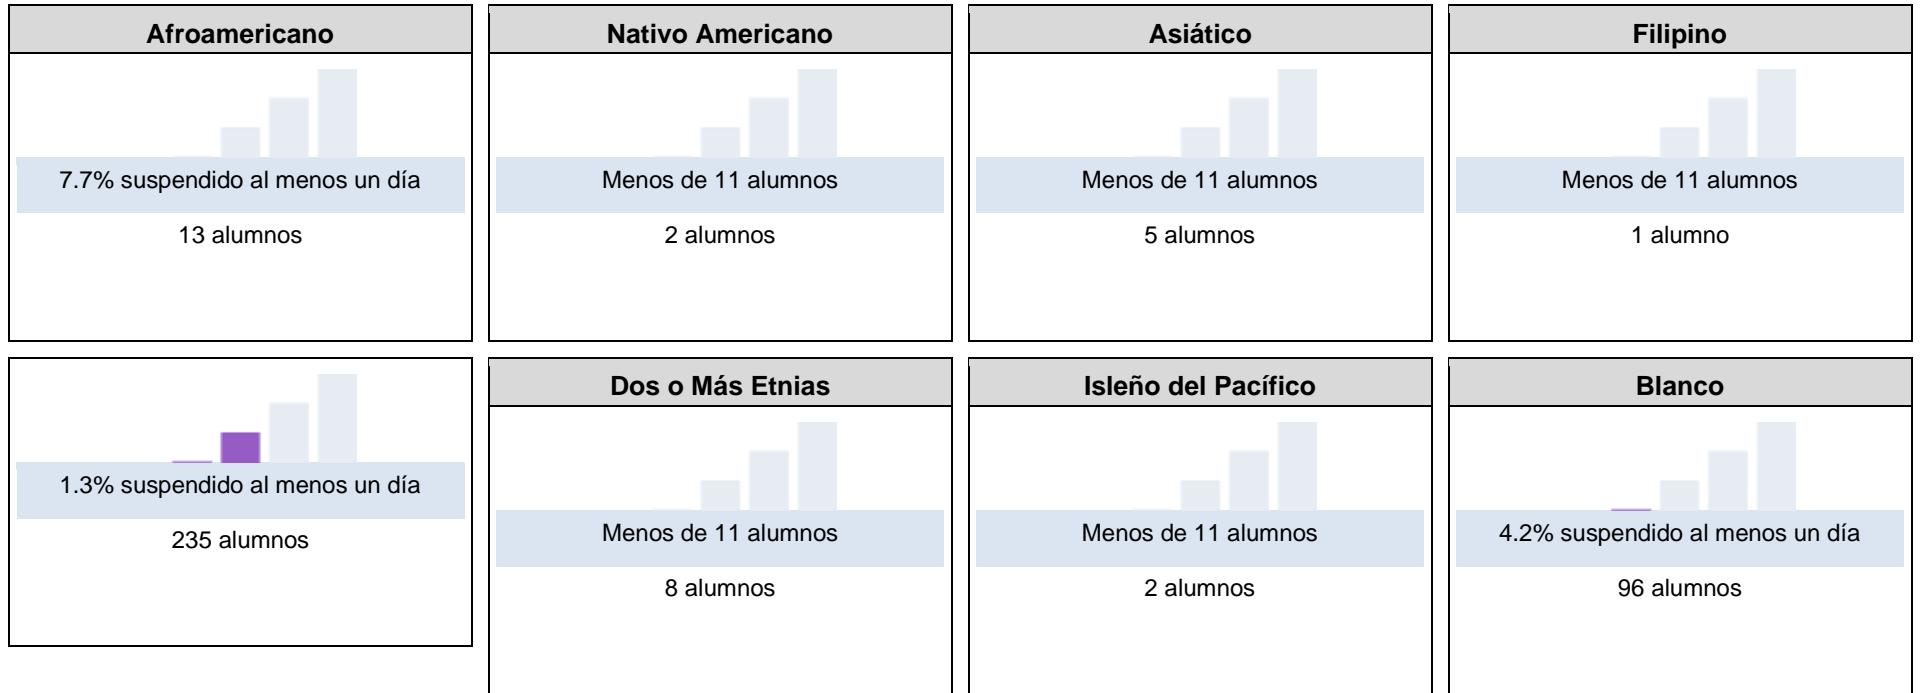 Afroamericano
7.7% suspendido al menos un día
13 alumnos
Nativo Americano
Menos de 11 alumnos
2 alumnos
Asiático
Menos de 11 alumnos
5 alumnos
Filipino
Menos de 11 alumnos
1 alumno
1.3% suspendido al menos un día
235 alumnos
Dos o Más Etnias
Menos de 11 alumnos
8 alumnos
Isleño del Pacífico
Menos de 11 alumnos
2 alumnos
Blanco
4.2% suspendido al menos un día
96 alumnos